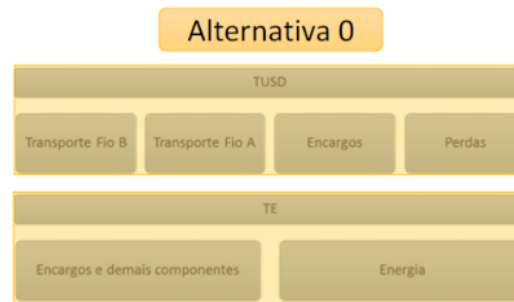 Alternativa 0
TUSD
Transporte Fio B
Transporte Fio A
Encargos
Perdas
TE
Encargos e demais componentes
Energia